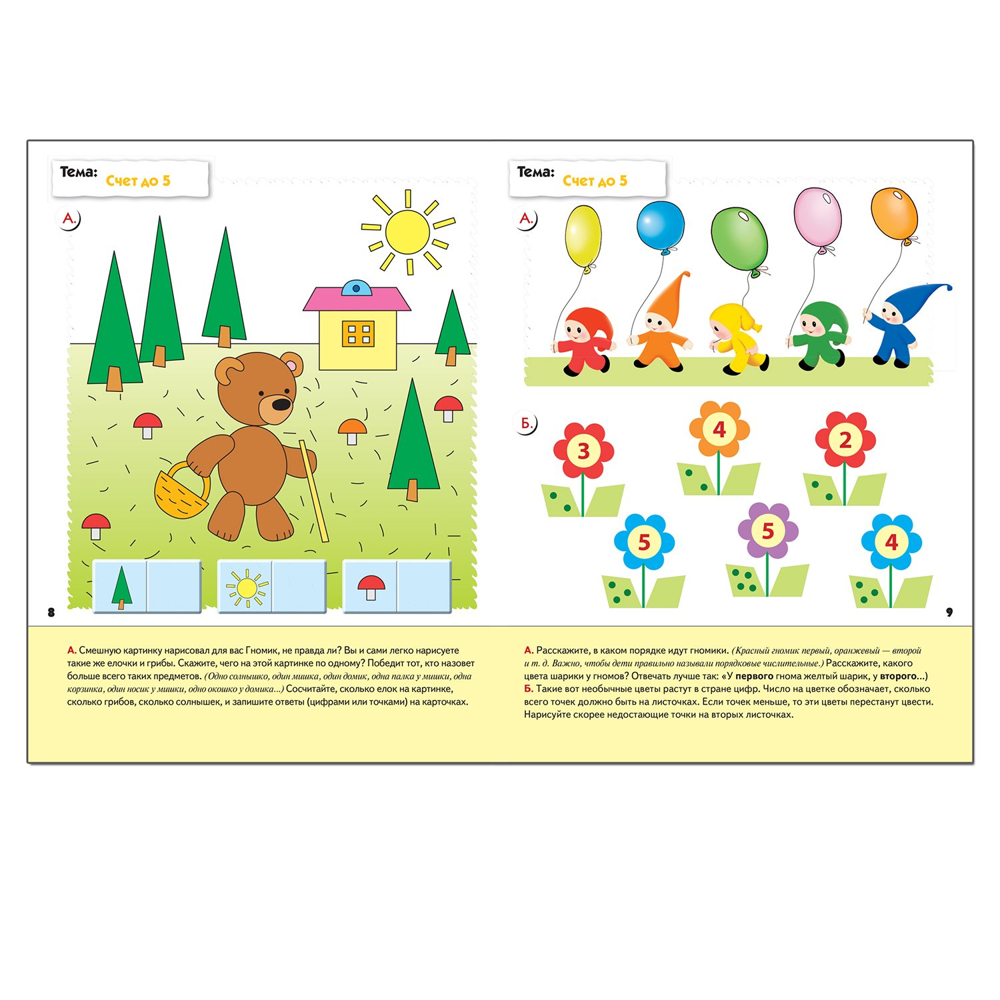 Тема:
Счет до 5
А.
8
А. Смешную картинку нарисовал для вас Гномик, не правда ли? Вы и сами легко нарисуете
такие же елочки и грибы. Скажите, чего на этой картинке по одному? Победит тот, кто назовет
больше всего таких предметов. (Одно солнышко, один мишка, один домик, одна палка у мишки, одна
корзинка, один носик у мишки, одно окошко у домика...) Сосчитайте, сколько елок на картинке,
сколько грибов, сколько солнышек, и запишите ответы (цифрами или точками) на карточках.
Тема:
Счет до 5
А.
Б.
3
4
2
5
5
4
9
А. Расскажите, в каком порядке идут гномики. (Красный гномик первый, оранжевый — второй
и т. д. Важно, чтобы дети правильно называли порядковые числительные.) Расскажите, какого
цвета шарики у гномов? Отвечать лучше так: «У первого гнома желтый шарик, у второго...)
Б. Такие вот необычные цветы растут в стране цифр. Число на цветке обозначает, сколько
всего точек должно быть на листочках. Если точек меньше, то эти цветы перестанут цвести.
Нарисуйте скорее недостающие точки на вторых листочках.